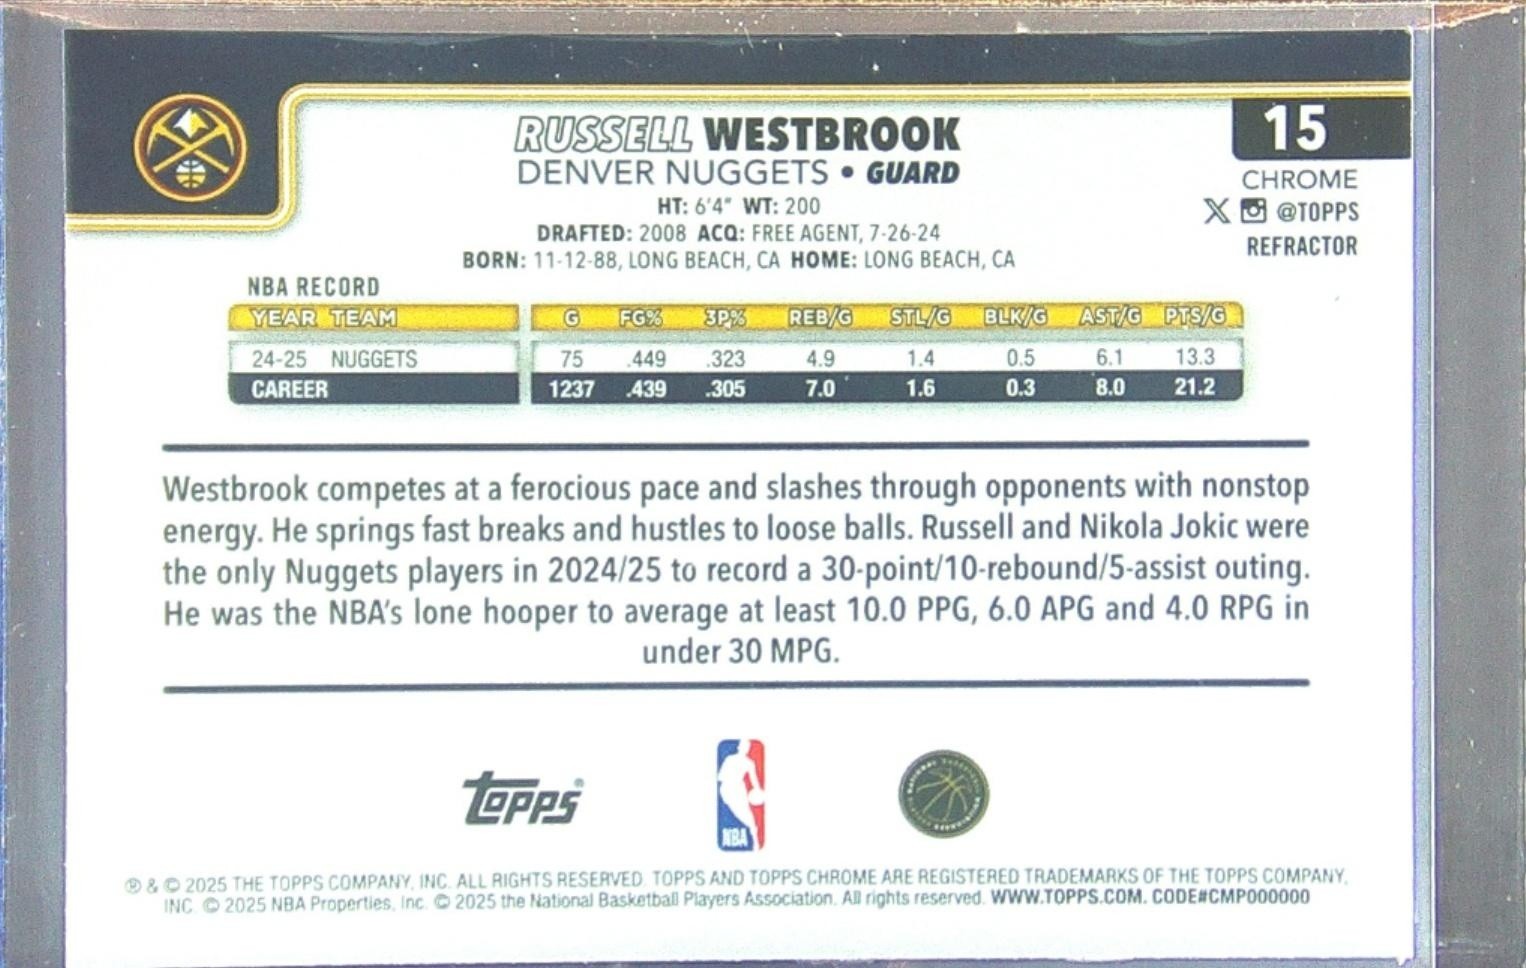 15
RUSSELL WESTBROOK
DENVER NUGGETS • GUARD
CHROME
HT: 6'4" WT: 200
X @TOPPS
DRAFTED: 2008 ACQ: FREE AGENT, 7-26-24
REFRACTOR
BORN: 11-12-88, LONG BEACH, CA HOME: LONG BEACH, CA
NBA RECORD
YEAR TEAM G FG% 3P% REB/G STL/G BLK/G AST/G PTS/G
24-25 NUGGETS 75 .449 .323 4.9 1.4 0.5 6.1 13.3
CAREER 1237 .439 .305 7.0 1.6 0.3 8.0 21.2
Westbrook competes at a ferocious pace and slashes through opponents with nonstop
energy. He springs fast breaks and hustles to loose balls. Russell and Nikola Jokic were
the only Nuggets players in 2024/25 to record a 30-point/10-rebound/5-assist outing.
He was the NBA's lone hooper to average at least 10.0 PPG, 6.0 APG and 4.0 RPG in
under 30 MPG.
Topps®
NBA
® & © 2025 THE TOPPS COMPANY, INC. ALL RIGHTS RESERVED. TOPPS AND TOPPS CHROME ARE REGISTERED TRADEMARKS OF THE TOPPS COMPANY,
INC. © 2025 NBA Properties, Inc. © 2025 the National Basketball Players Association. All rights reserved. WWW.TOPPS.COM. CODE#CMP000000